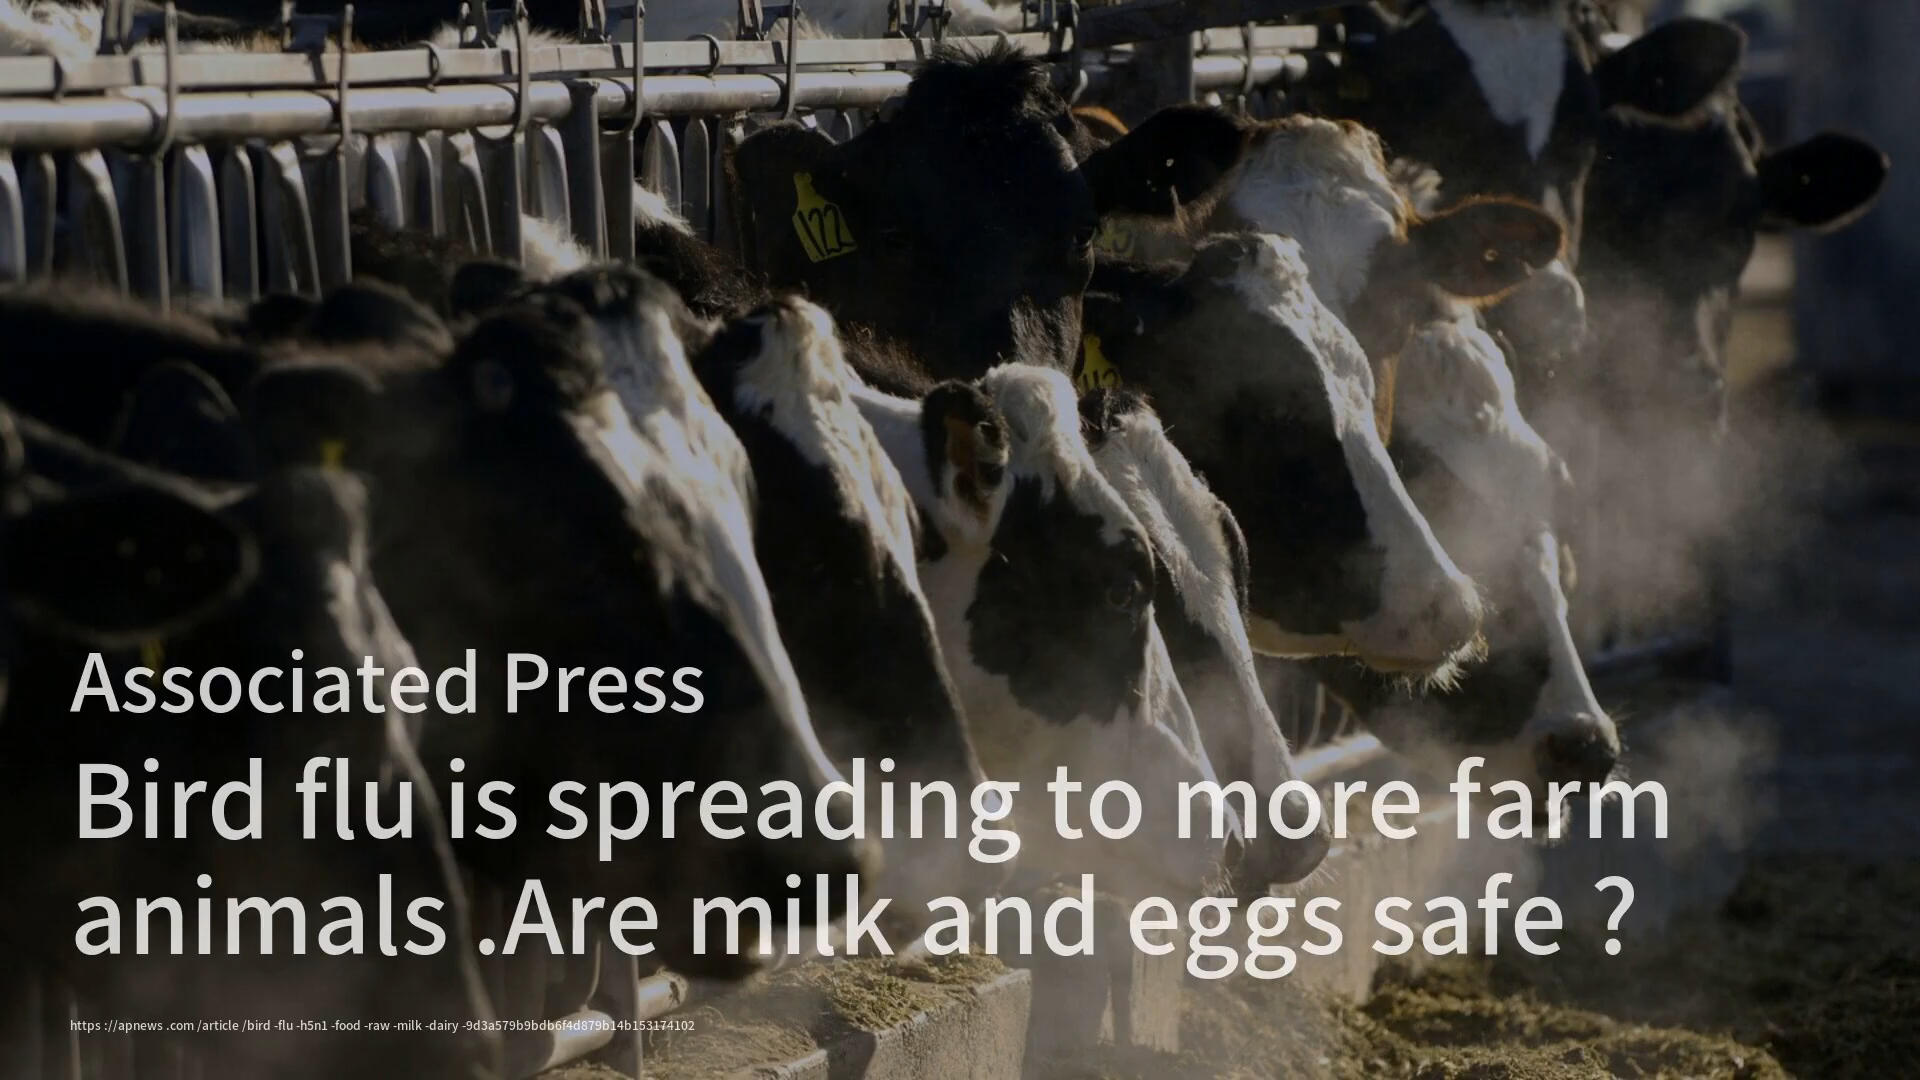 122
Associated Press
Bird flu is spreading to more farm
animals .Are milk and eggs safe ?
https ://apnews .com /article /bird -flu -h5n1 -food -raw -milk -dairy -9d3a579b9bdb6f4d879b14b153174102